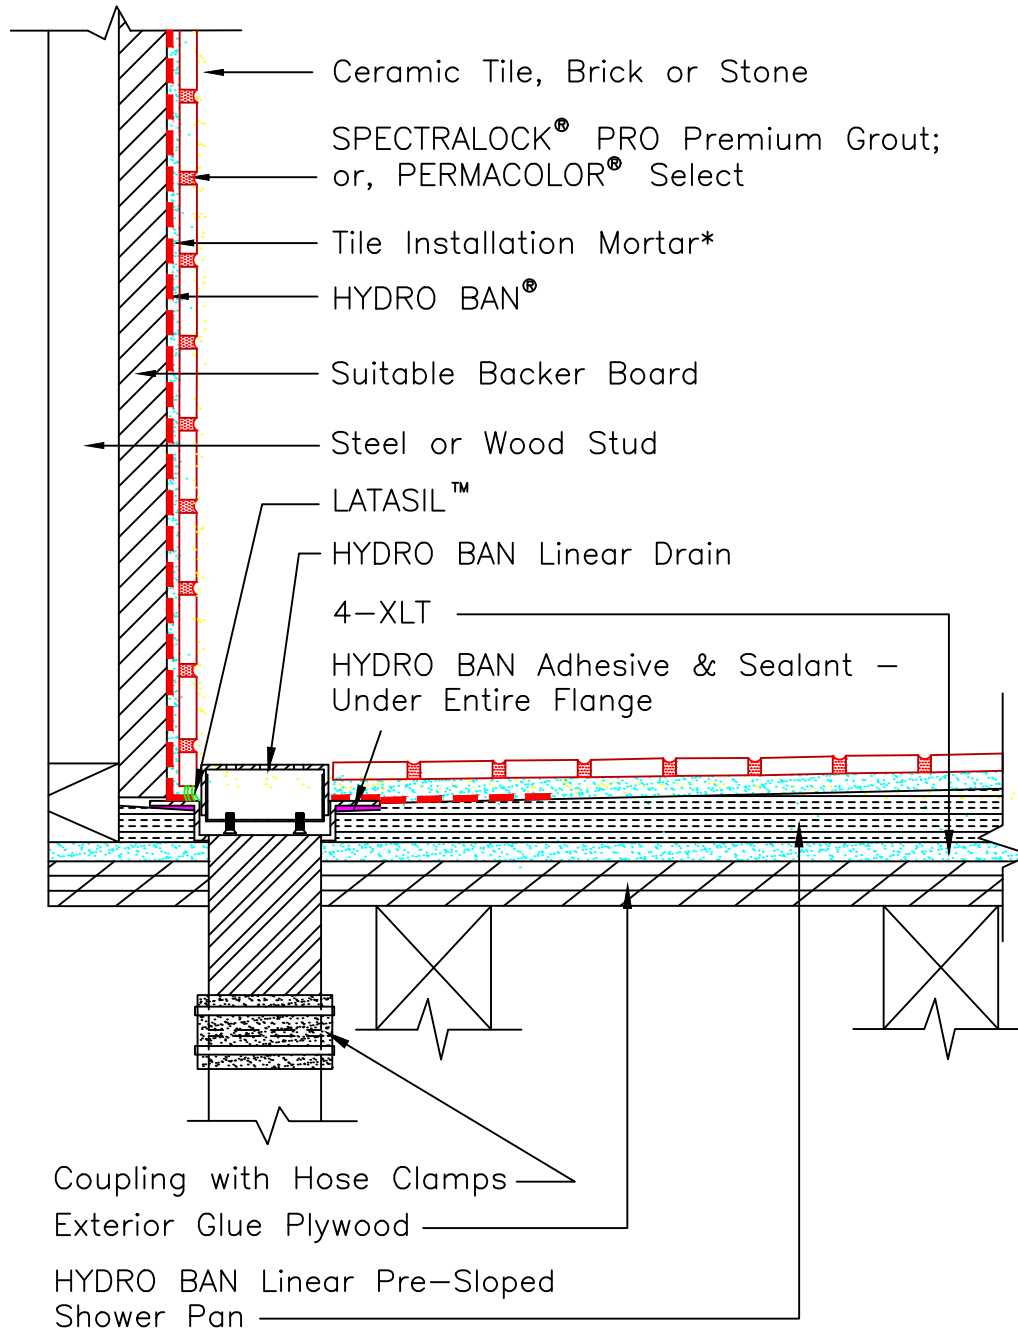 Ceramic Tile, Brick or Stone
SPECTRALOCK® PRO Premium Grout;
or, PERMACOLOR® Select
Tile Installation Mortar*
HYDRO BAN®
Suitable Backer Board
Steel or Wood Stud
LATASIL™
HYDRO BAN Linear Drain
4-XLT
HYDRO BAN Adhesive & Sealant -
Under Entire Flange
Coupling with Hose Clamps
Exterior Glue Plywood
HYDRO BAN Linear Pre-Sloped
Shower Pan